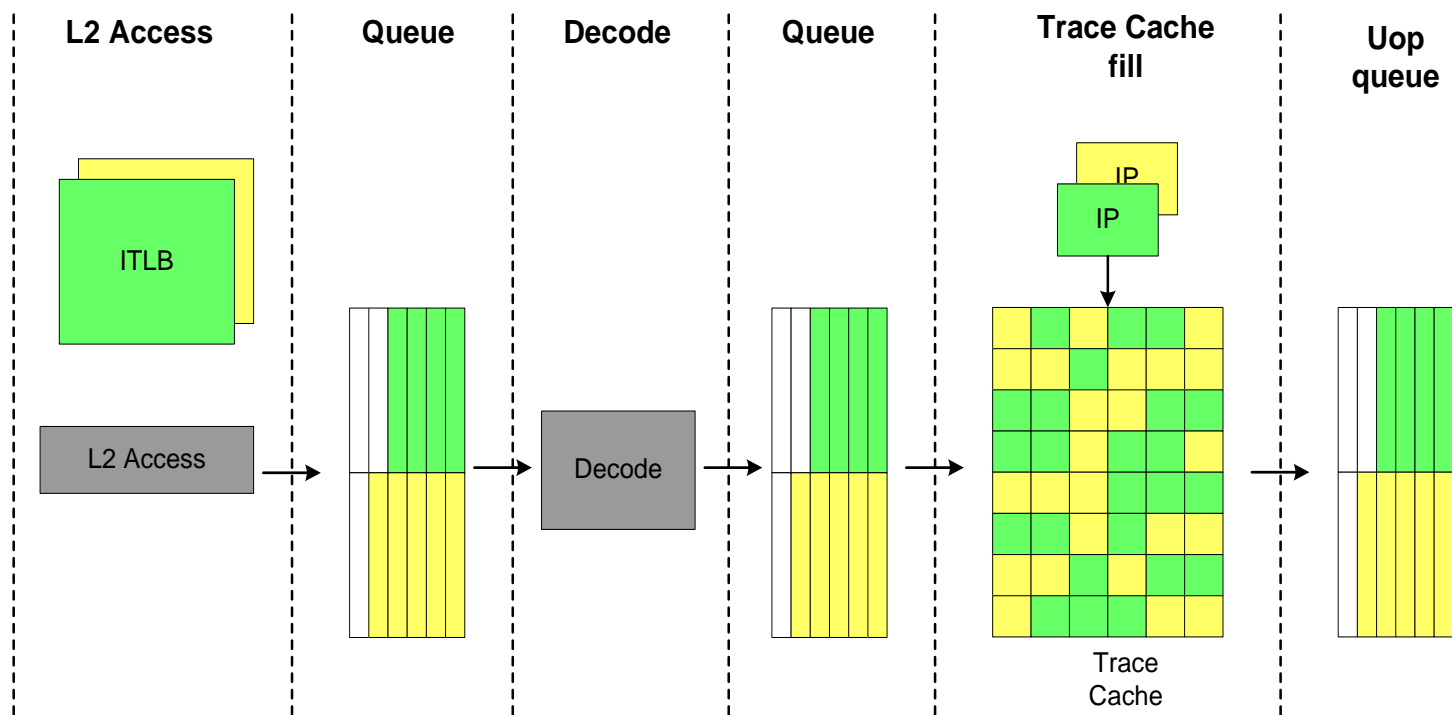 L2 Access
Queue
Decode
Queue
Trace Cache
fill
Uop
queue
IP
IP
ITLB
L2 Access
Decode
Trace
Cache